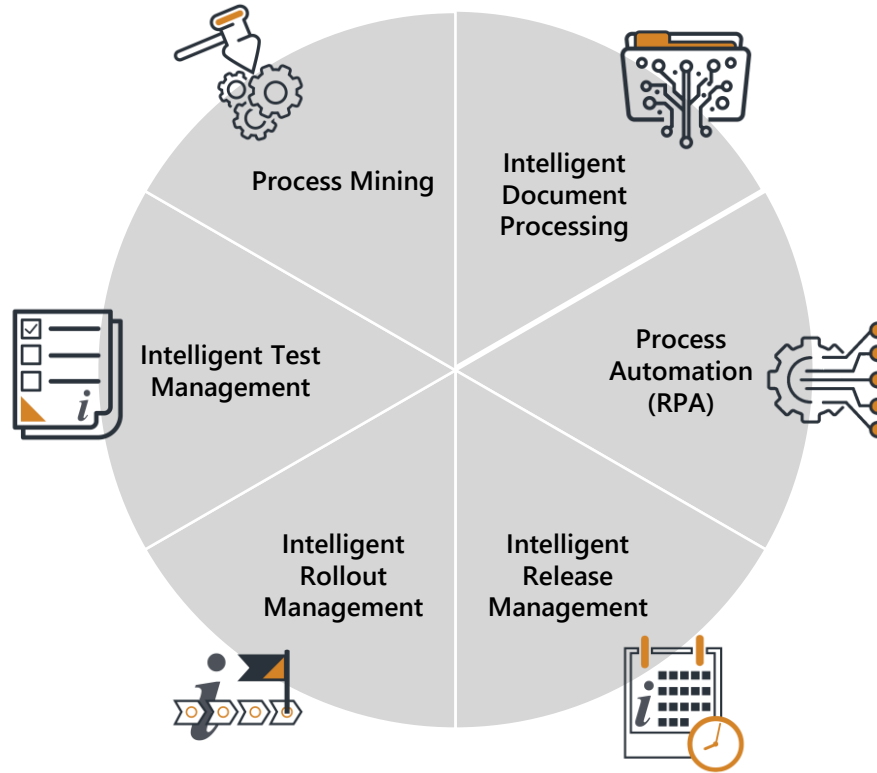 Process Mining
Intelligent
Document
Processing
Intelligent Test
Management
Process
Automation
(RPA)
Intelligent
Rollout
Management
Intelligent
Release
Management
i
i
i